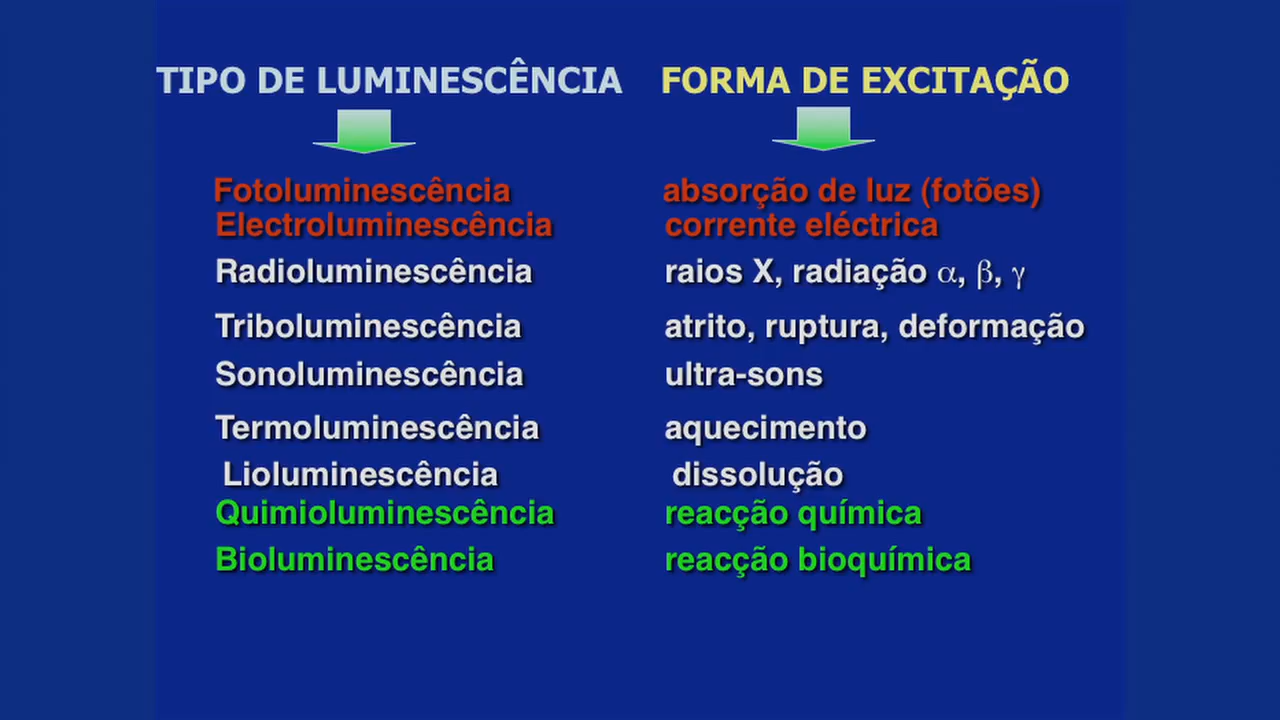 TIPO DE LUMINESCÊNCIA FORMA DE EXCITAÇÃO
Fotoluminescência absorção de luz (fotões)
Electroluminescência corrente eléctrica
Radioluminescência raios X, radiação α, β, γ
Triboluminescência atrito, ruptura, deformação
Sonoluminescência ultra-sons
Termoluminescência aquecimento
Lioluminescência dissolução
Quimioluminescência reacção química
Bioluminescência reacção bioquímica